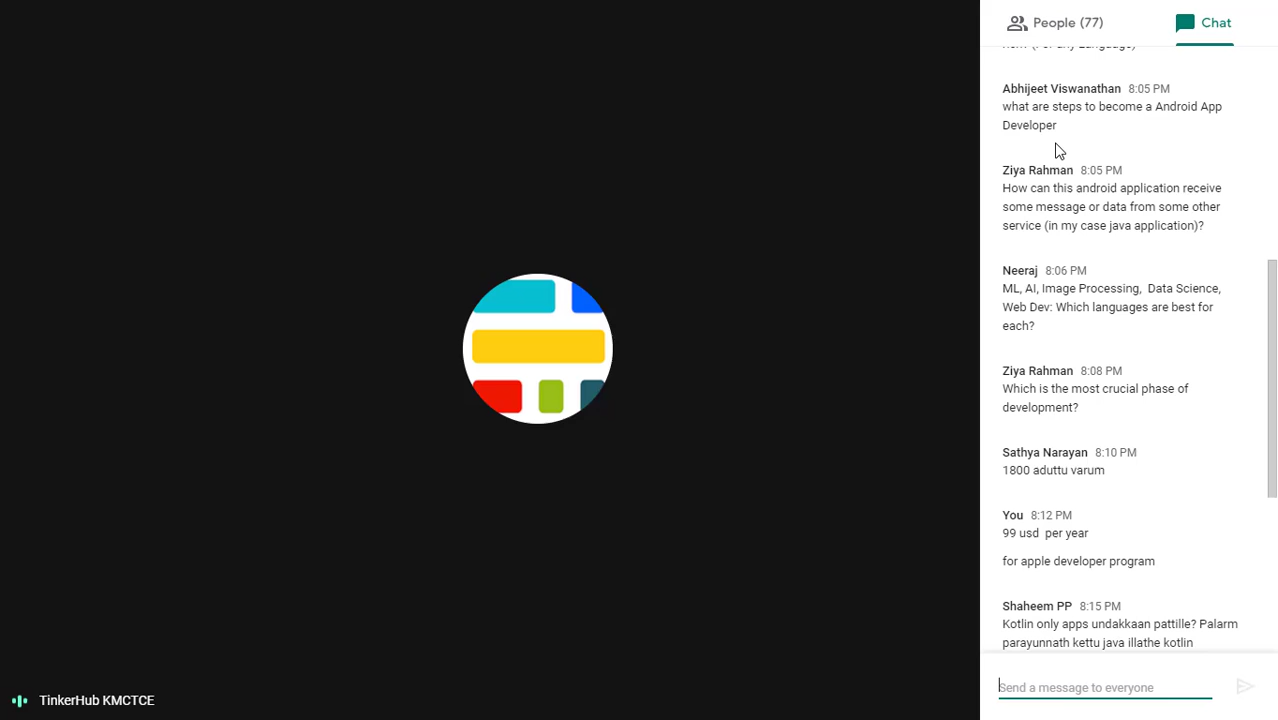 People (77)
Chat
now (For any Language)
Abhijeet Viswanathan 8:05 PM
what are steps to become a Android App
Developer
Ziya Rahman 8:05 PM
How can this android application receive
some message or data from some other
service (in my case java application)?
Neeraj 8:06 PM
ML, AI, Image Processing, Data Science,
Web Dev: Which languages are best for
each?
Ziya Rahman 8:08 PM
Which is the most crucial phase of
development?
Sathya Narayan 8:10 PM
1800 aduttu varum
You 8:12 PM
99 usd per year
for apple developer program
Shaheem PP 8:15 PM
Kotlin only apps undakkaan pattille? Palarm
parayunnath kettu java illathe kotlin
Send a message to everyone
TinkerHub KMCTCE